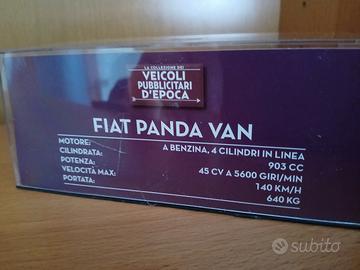 LA COLLEZIONE DEI
VEICOLI
PUBBLICITARI
D'EPOCA
FIAT PANDA VAN
MOTORE: A BENZINA, 4 CILINDRI IN LINEA
CILINDRATA: 903 CC
POTENZA: 45 CV A 5600 GIRI/MIN
VELOCITÀ MAX: 140 KM/H
PORTATA: 640 KG
subito